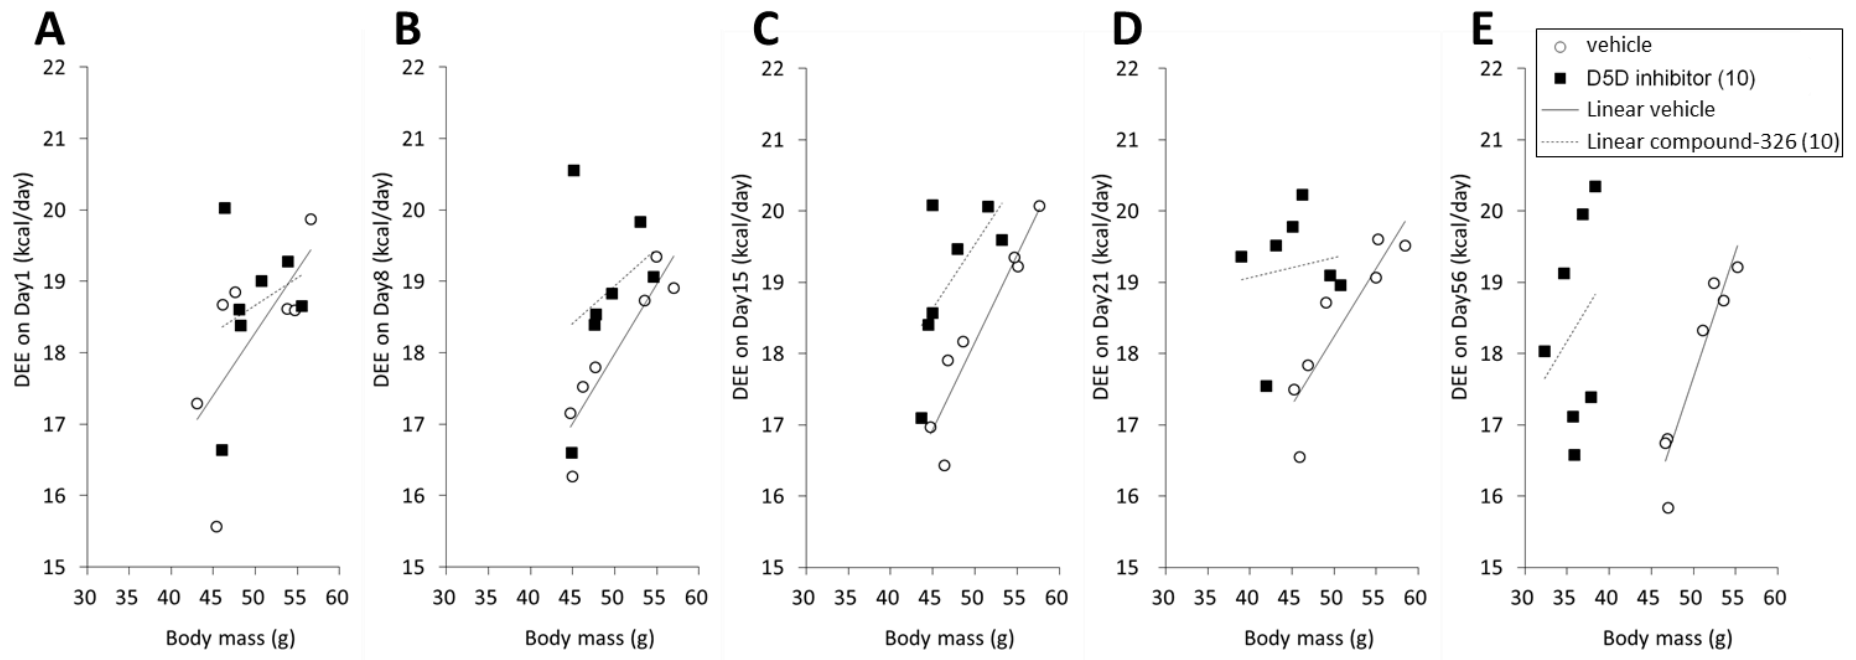 A
B
C
D
E
vehicle
D5D inhibitor (10)
Linear vehicle
Linear compound-326 (10)
DEE on Day1 (kcal/day)
22
21
20
19
18
17
16
15
30 35 40 45 50 55 60
Body mass (g)
DEE on Day8 (kcal/day)
22
21
20
19
18
17
16
15
30 35 40 45 50 55 60
Body mass (g)
DEE on Day15 (kcal/day)
22
21
20
19
18
17
16
15
30 35 40 45 50 55 60
Body mass (g)
DEE on Day21 (kcal/day)
22
21
20
19
18
17
16
15
30 35 40 45 50 55 60
Body mass (g)
DEE on Day56 (kcal/day)
22
21
20
19
18
17
16
15
30 35 40 45 50 55 60
Body mass (g)